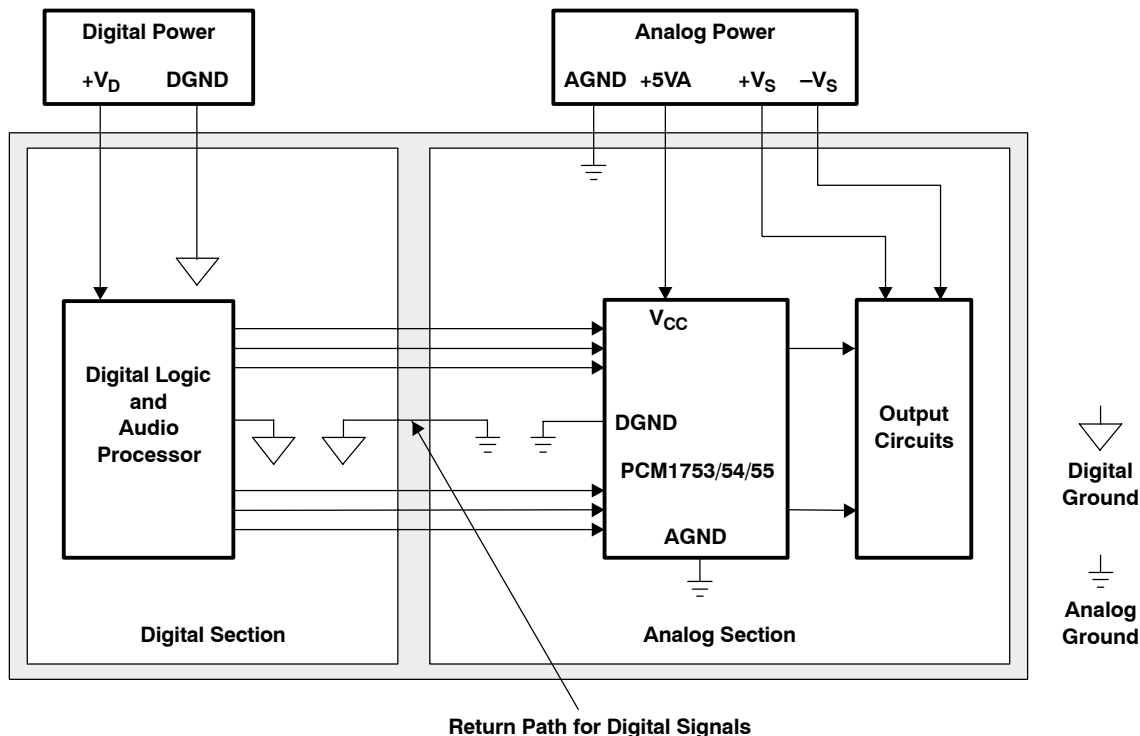 Digital Power
+VD DGND
Analog Power
AGND +5VA +VS –VS
Digital Logic
and
Audio
Processor
VCC
DGND
PCM1753/54/55
AGND
Output
Circuits
Digital
Ground
Analog
Ground
Digital Section
Analog Section
Return Path for Digital Signals